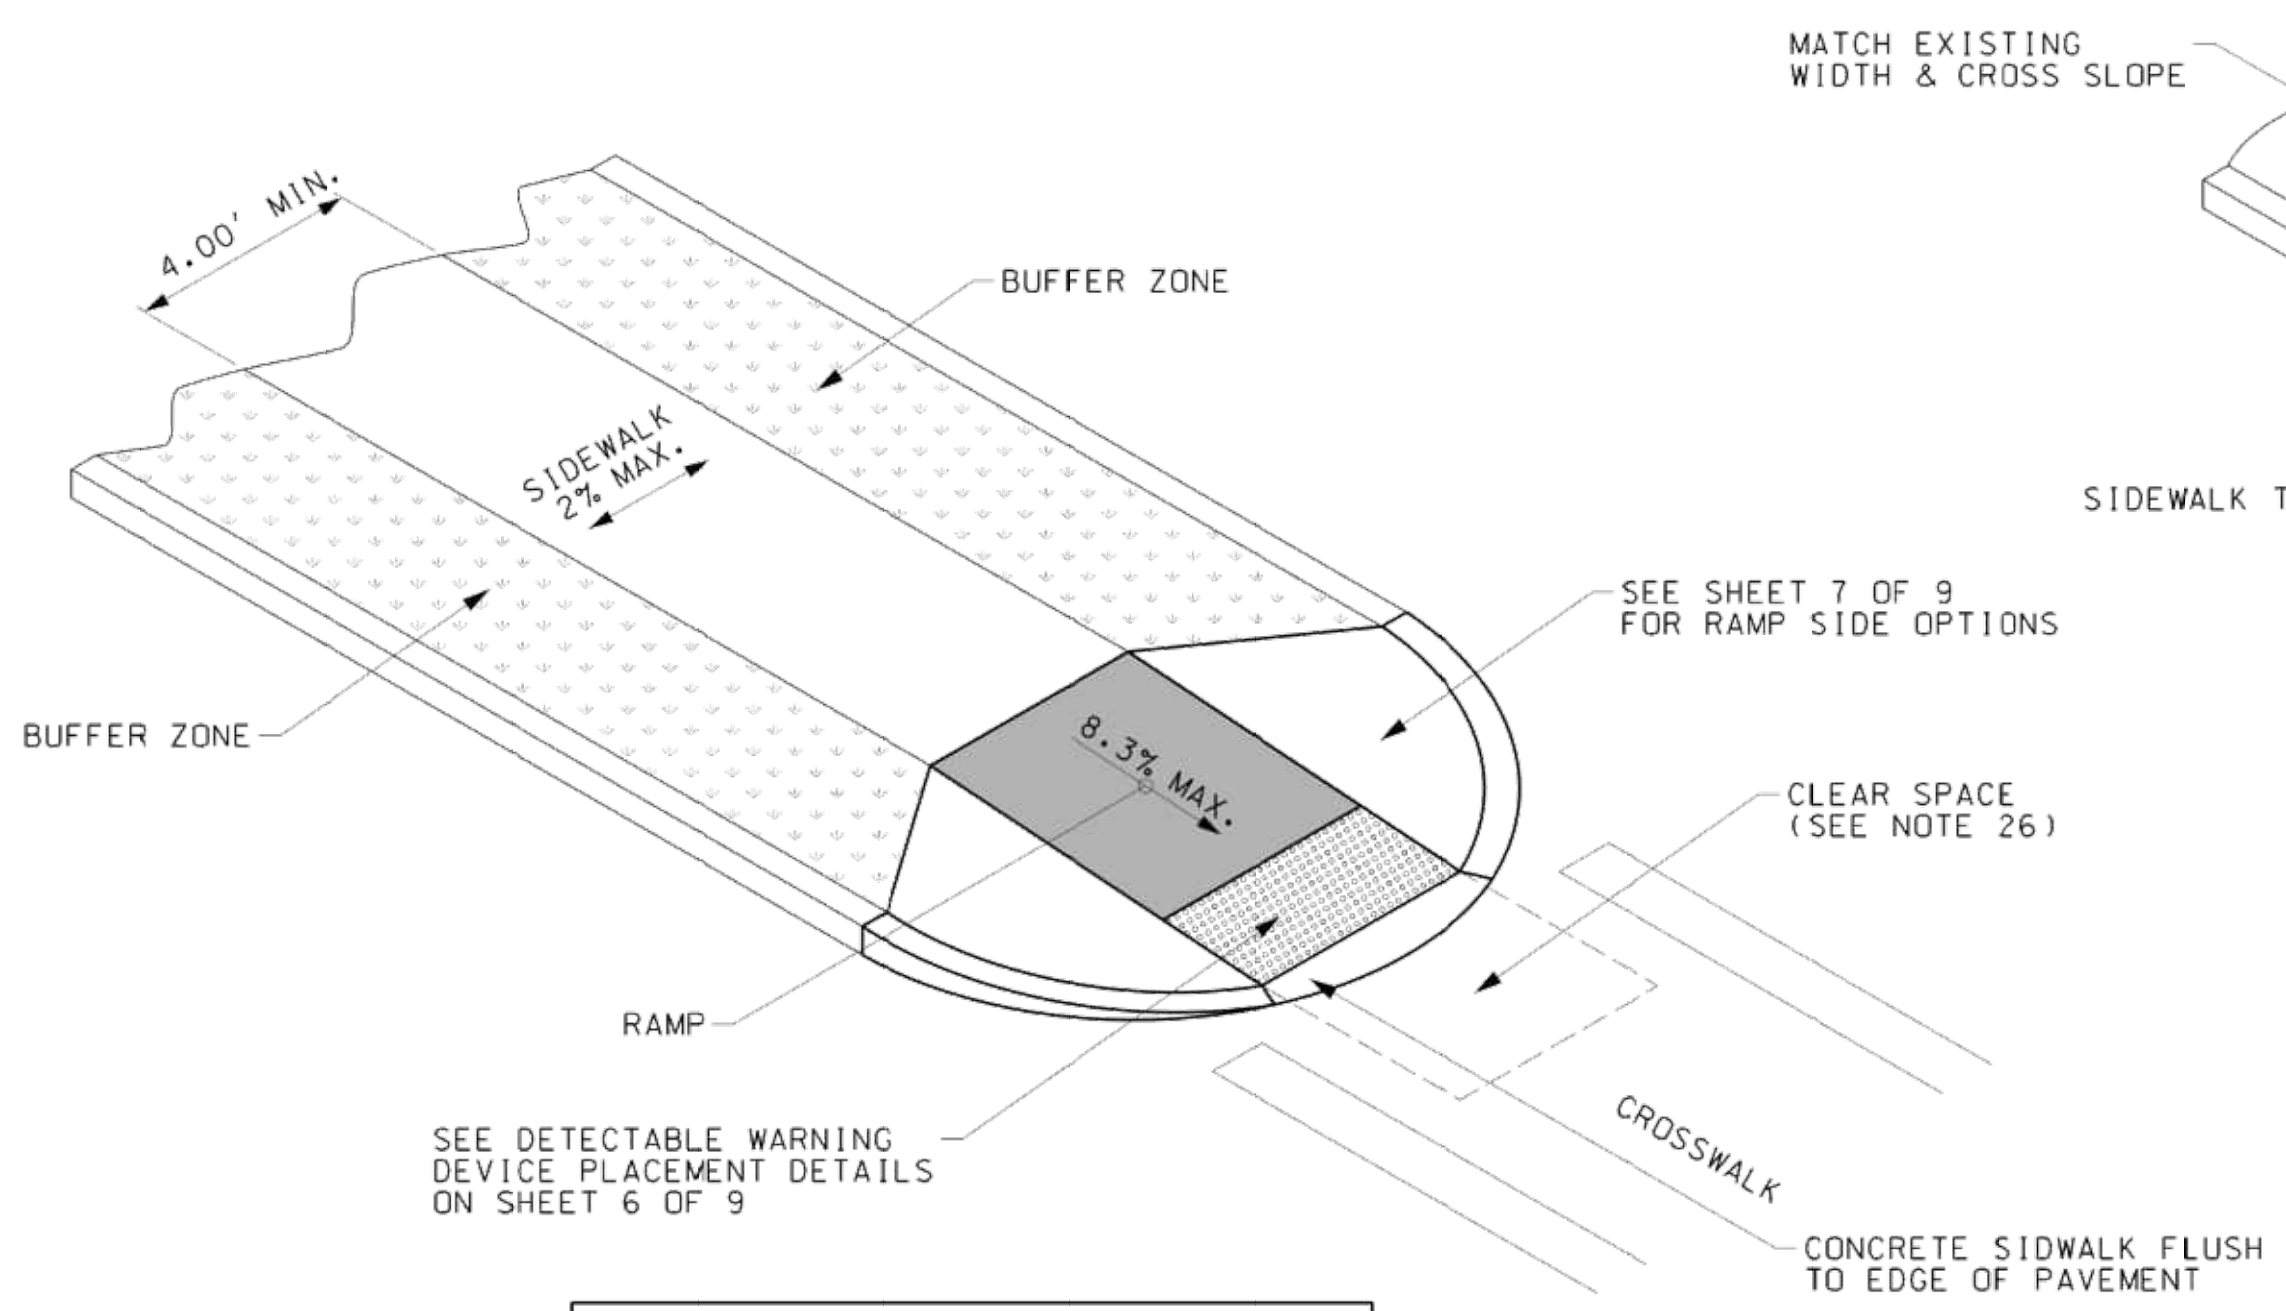 MATCH EXISTING
WIDTH & CROSS SLOPE
4.00' MIN.
BUFFER ZONE
SIDEWALK
2% MAX.
SIDEWALK T
SEE SHEET 7 OF 9
FOR RAMP SIDE OPTIONS
BUFFER ZONE
8.3% MAX.
CLEAR SPACE
(SEE NOTE 26)
RAMP
SEE DETECTABLE WARNING
DEVICE PLACEMENT DETAILS
ON SHEET 6 OF 9
CROSSWALK
CONCRETE SIDWALK FLUSH
TO EDGE OF PAVEMENT